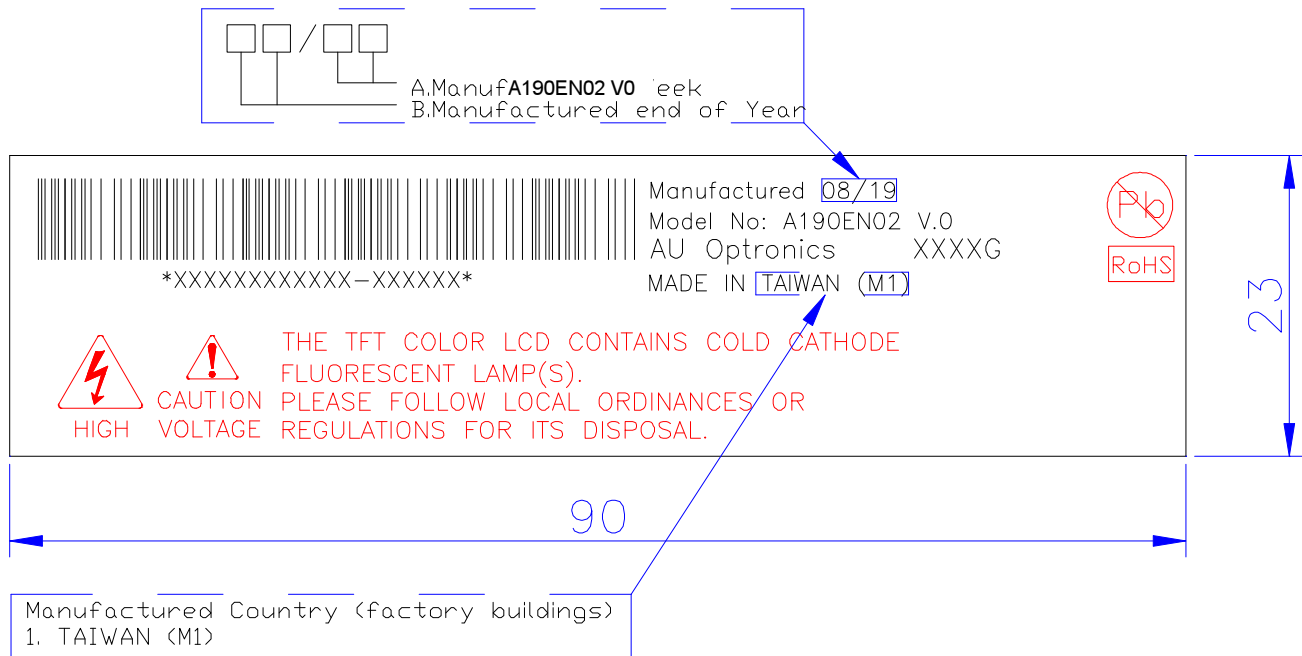 /
A.Manuf A190EN02 V0 eek
B.Manufactured end of Year
Manufactured 08/19
Model No: A190EN02 V.0
AU Optronics XXXXG
MADE IN TAIWAN (M1)
*XXXXXXXXXXXX-XXXXXX*
Pb
RoHS
THE TFT COLOR LCD CONTAINS COLD CATHODE
FLUORESCENT LAMP(S).
CAUTION PLEASE FOLLOW LOCAL ORDINANCES OR
HIGH VOLTAGE REGULATIONS FOR ITS DISPOSAL.
23
90
Manufactured Country (factory buildings)
1. TAIWAN (M1)